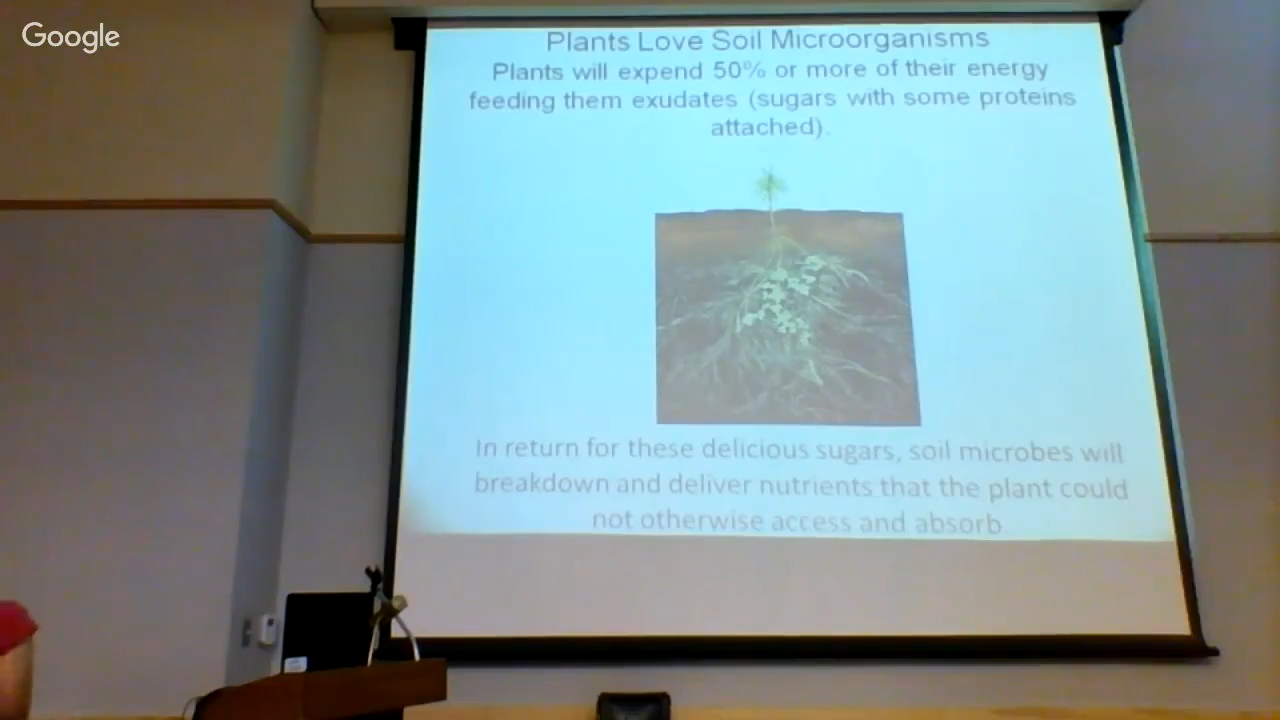 Google
Plants Love Soil Microorganisms
Plants will expend 50% or more of their energy
feeding them exudates (sugars with some proteins
attached).
In return for these delicious sugars, soil microbes will
breakdown and deliver nutrients that the plant could
not otherwise access and absorb